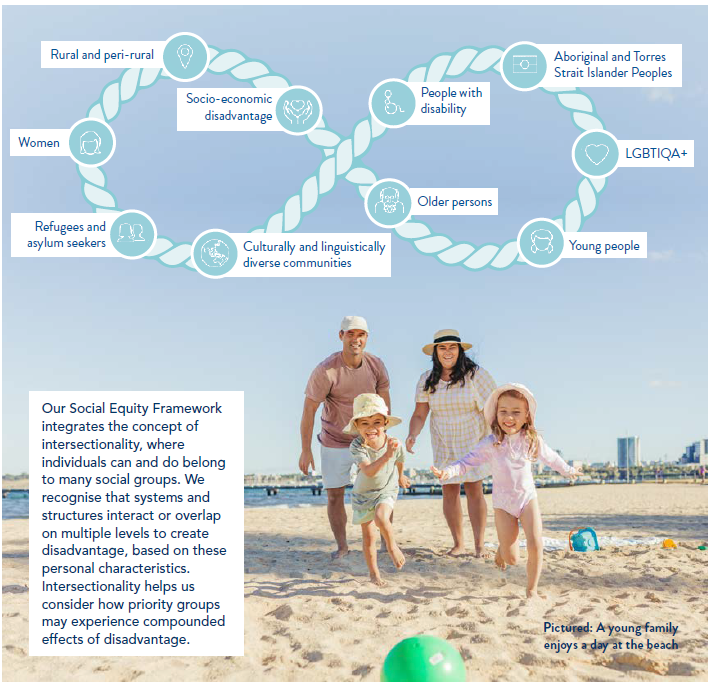 Rural and peri-rural
Socio-economic
disadvantage
People with
disability
Aboriginal and Torres
Strait Islander Peoples
Women
LGBTIQA+
Older persons
Refugees and
asylum seekers
Culturally and linguistically
diverse communities
Young people
Our Social Equity Framework
integrates the concept of
intersectionality, where
individuals can and do belong
to many social groups. We
recognise that systems and
structures interact or overlap
on multiple levels to create
disadvantage, based on these
personal characteristics.
Intersectionality helps us
consider how priority groups
may experience compounded
effects of disadvantage.
Pictured: A young family
enjoys a day at the beach